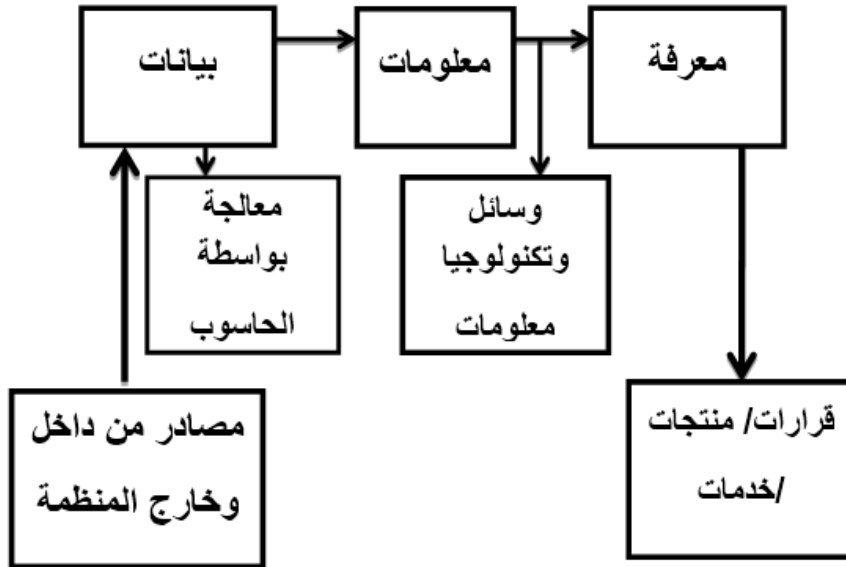 بيانات
معلومات
معرفة
معالجة
بواسطة
الحاسوب
وسائل
وتكنولوجيا
معلومات
مصادر من داخل
وخارج المنظمة
قرارات/ منتجات
/خدمات